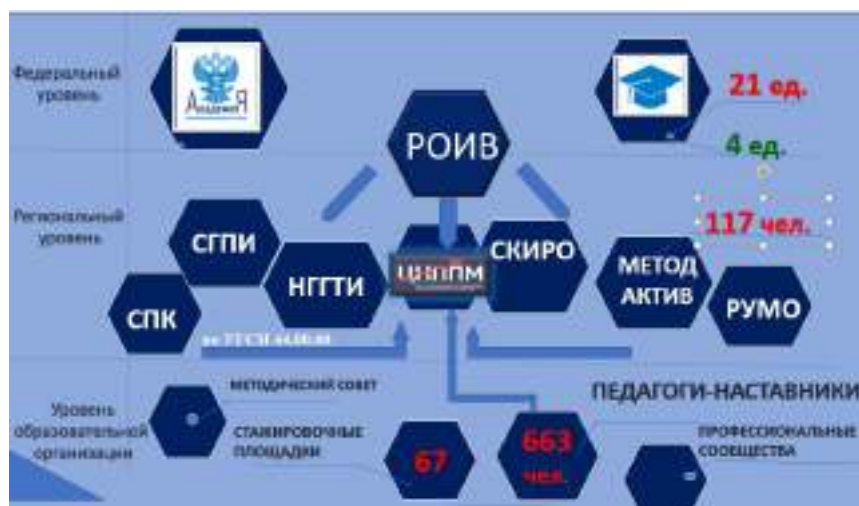 Федеральный
уровень
АкадемиЯ
21 ед.
4 ед.
РОИВ
Региональный
уровень
117 чел.
СГПИ
СКИРО
НГГТИ
ЦНППМ
МЕТОД
АКТИВ
СПК
РУМО
МЕТОДИЧЕСКИЙ СОВЕТ
ПЕДАГОГИ-НАСТАВНИКИ
Уровень
образовательной
организации
СТАЖИРОВОЧНЫЕ
ПЛОЩАДКИ
67
663
чел.
ПРОФЕССИОНАЛЬНЫЕ
СООБЩЕСТВА